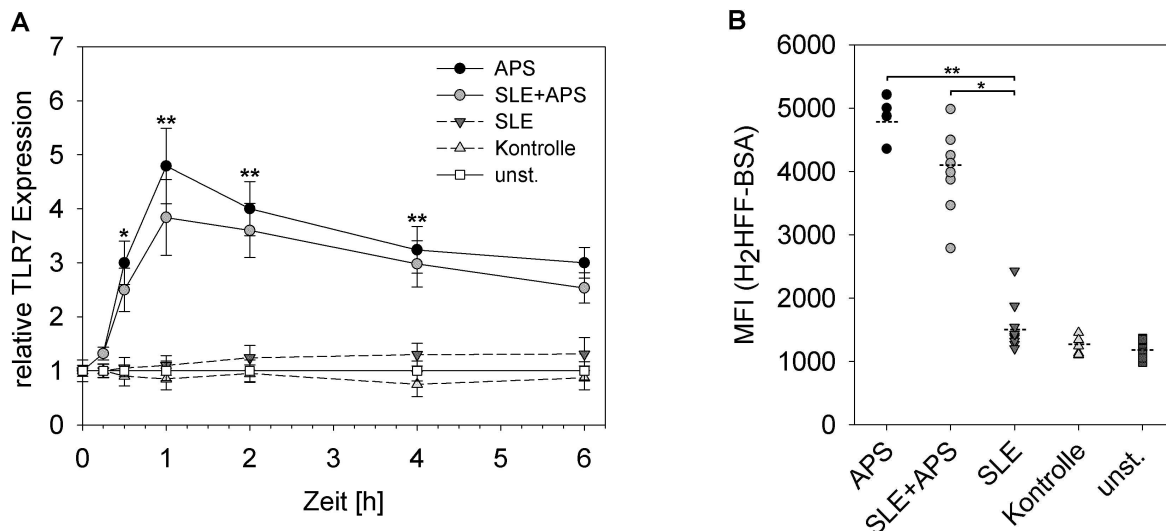 A
relative TLR7 Expression
7
6
5
4
3
2
1
0
0 1 2 4 6
Zeit [h]
*
**
**
**
APS
SLE+APS
SLE
Kontrolle
unst.
B
MFI (H2HFF-BSA)
6000
5000
4000
3000
2000
1000
0
**
*
APS
SLE+APS
SLE
Kontrolle
unst.